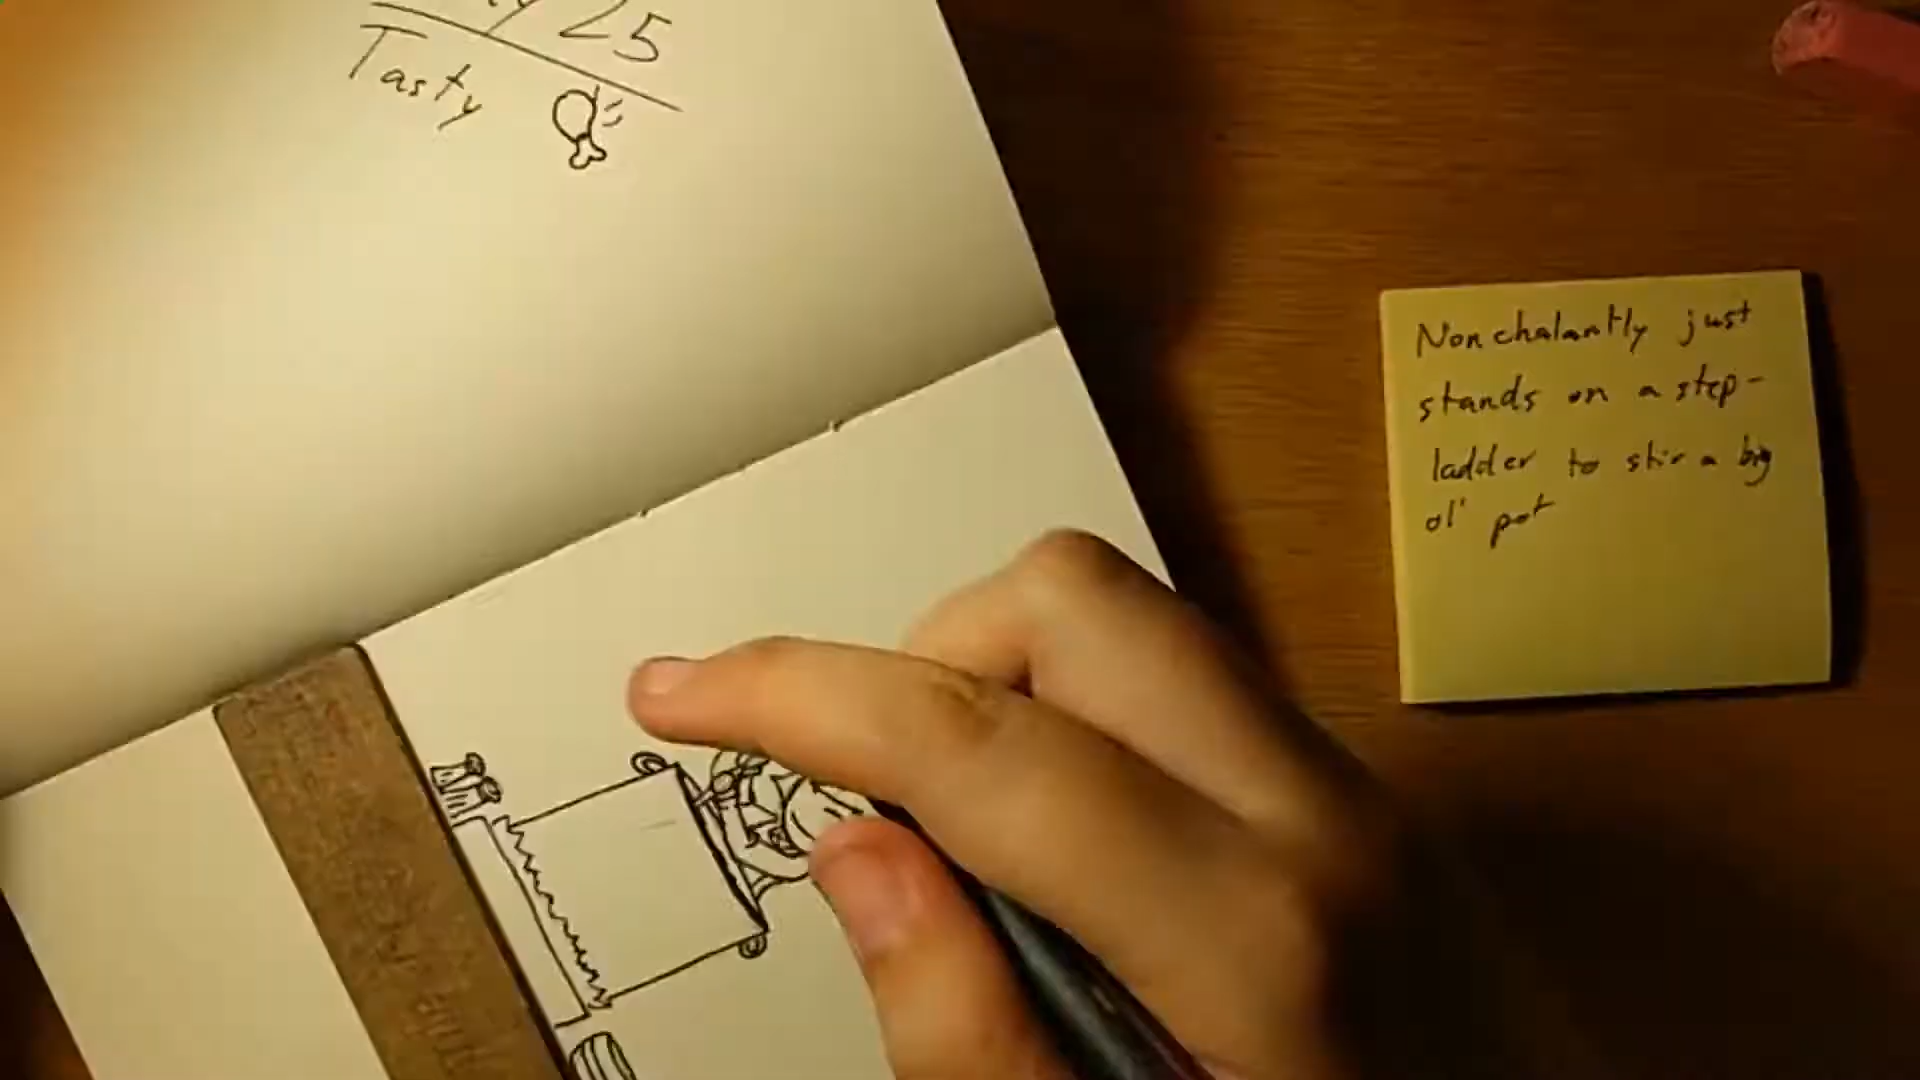 25
Tasty
Nonchalantly just
stands on a step-
ladder to stir a big
ol' pot